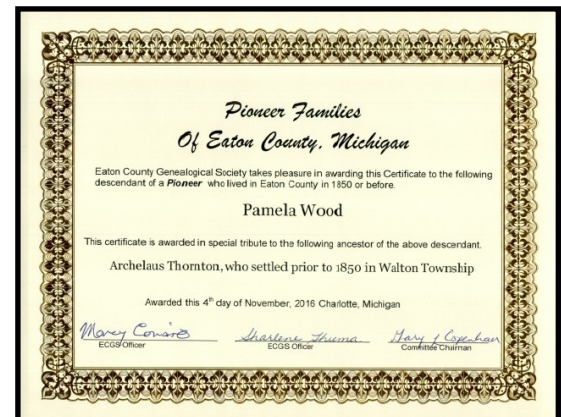 Pioneer Families
Of Eaton County, Michigan
Eaton County Genealogical Society takes pleasure in awarding this Certificate to the following
descendant of a Pioneer who lived in Eaton County in 1850 or before.
Pamela Wood
This certificate is awarded in special tribute to the following ancestor of the above descendant.
Archelaus Thornton, who settled prior to 1850 in Walton Township
Awarded this 4th day of November, 2016 Charlotte, Michigan
Sharlene Thuma
ECGS Officer ECGS Officer Committee Chairman